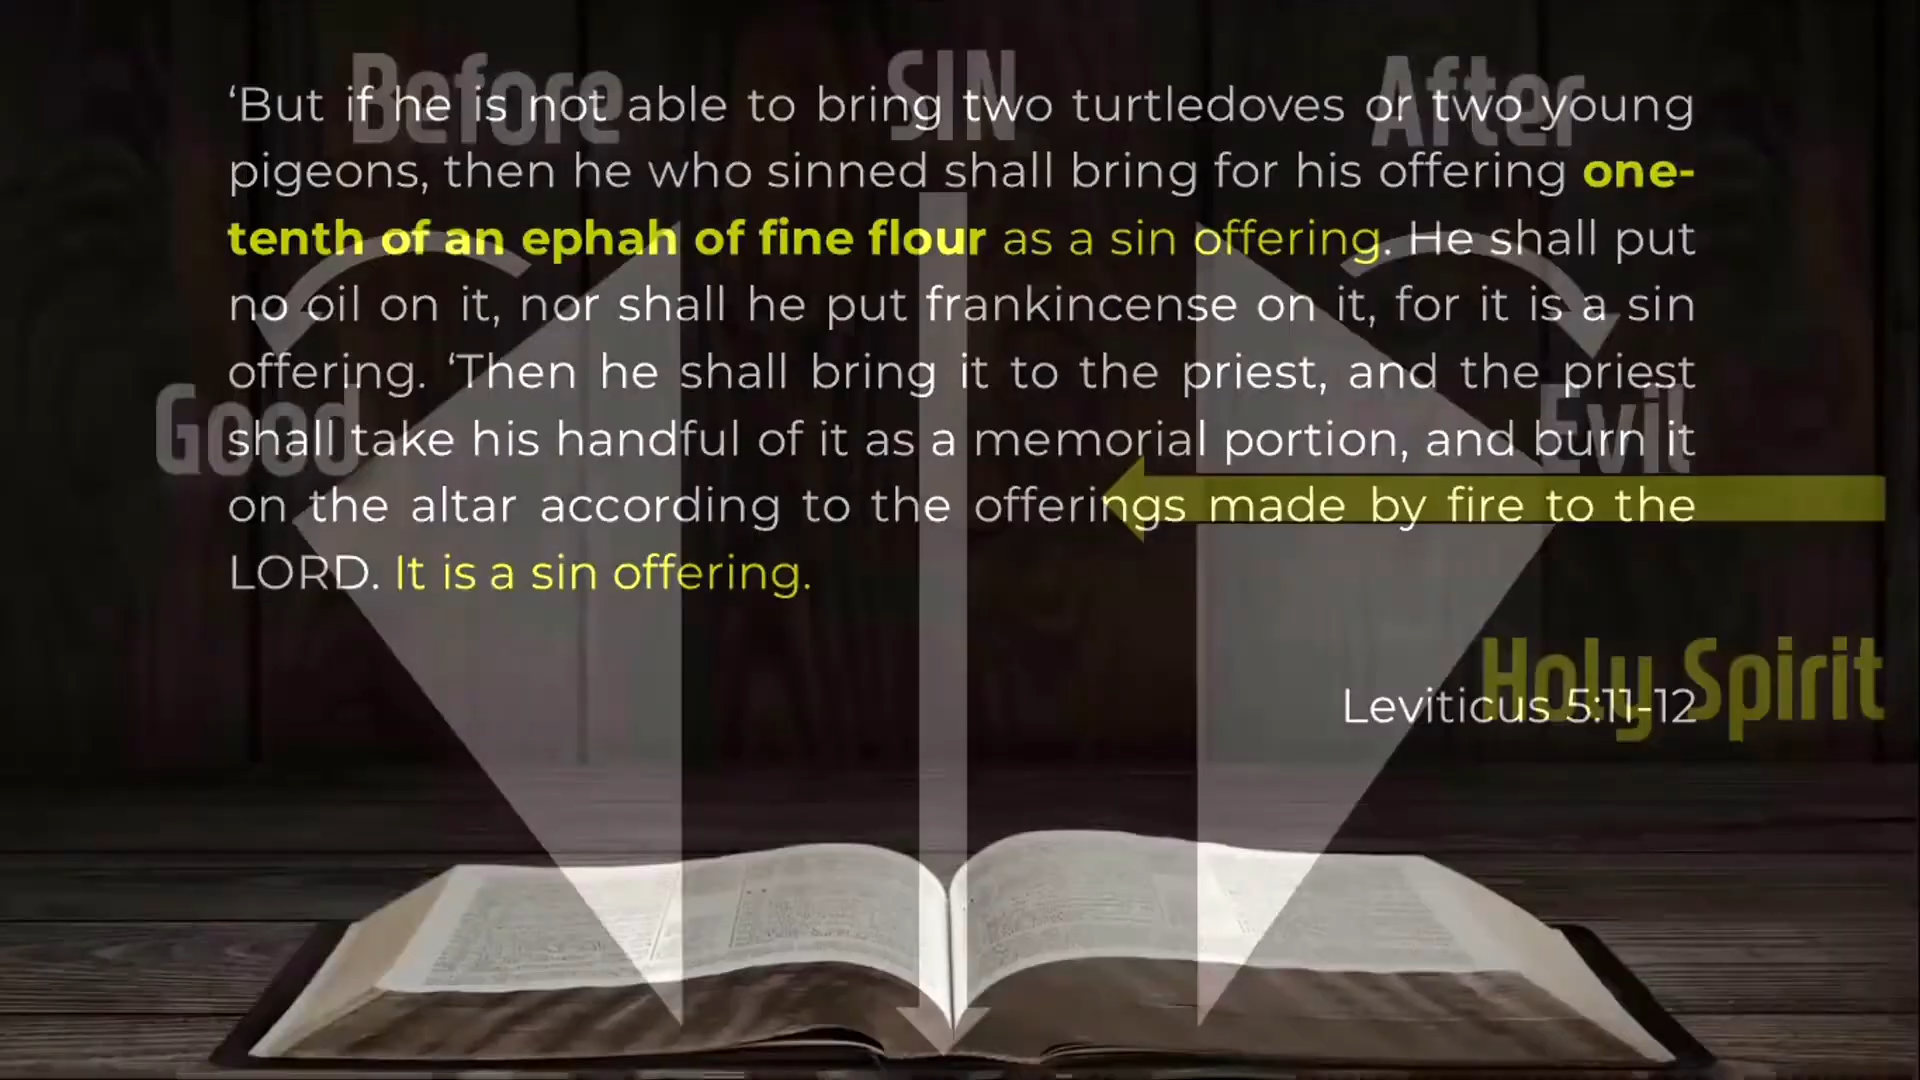 Before SIN After
‘But if he is not able to bring two turtledoves or two young
pigeons, then he who sinned shall bring for his offering one-
tenth of an ephah of fine flour as a sin offering. He shall put
no oil on it, nor shall he put frankincense on it, for it is a sin
offering. ‘Then he shall bring it to the priest, and the priest
Good Evil
shall take his handful of it as a memorial portion, and burn it
on the altar according to the offerings made by fire to the
LORD. It is a sin offering.
Holy Spirit
Leviticus 5:11-12